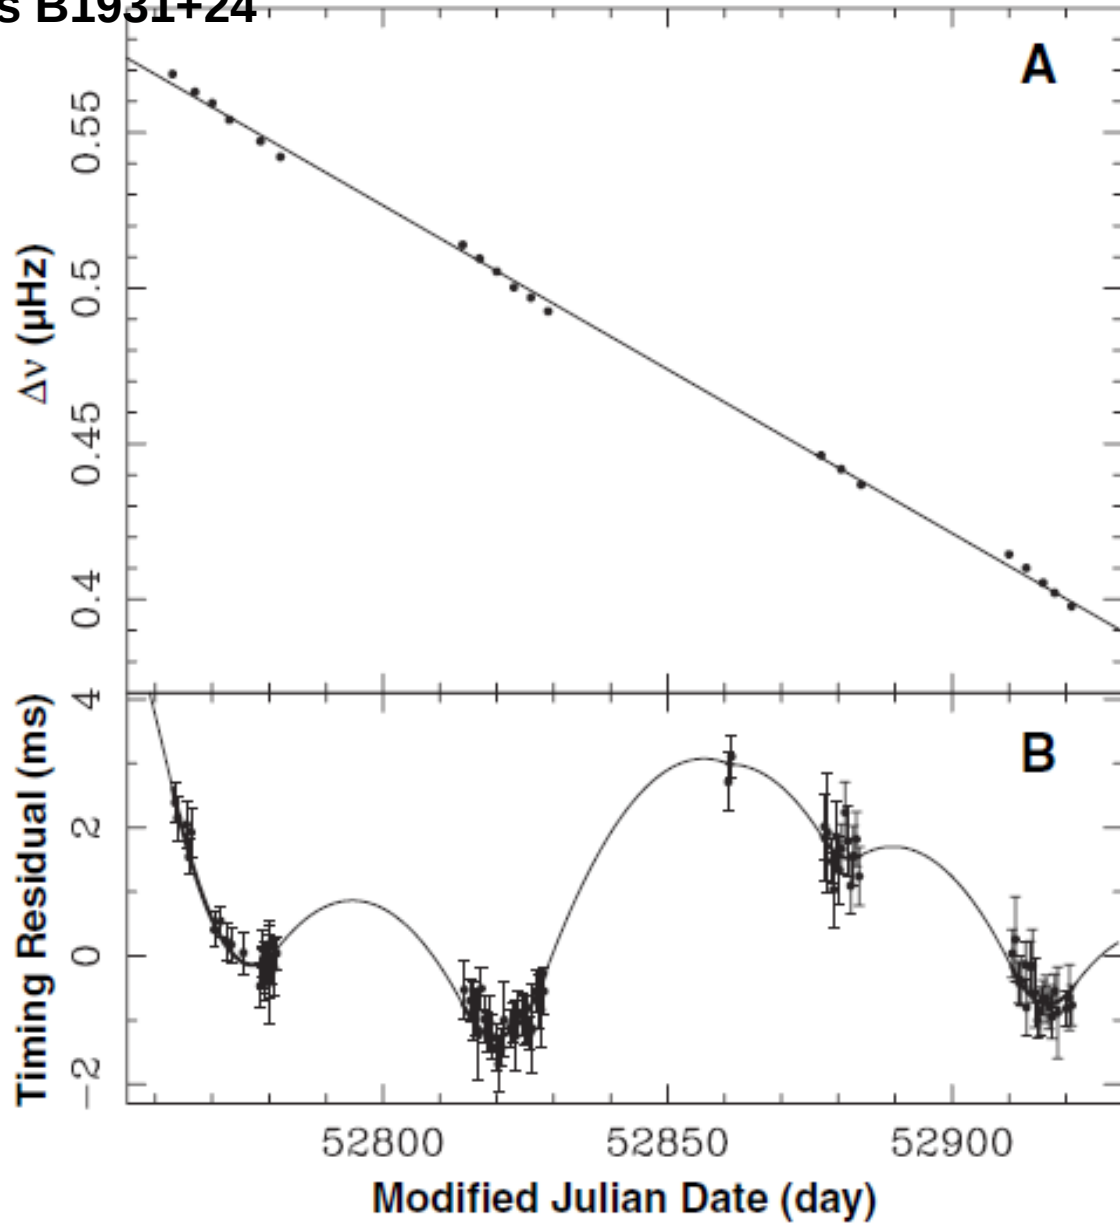 s B1931+24
A
0.55
0.5
0.45
0.4
Δν (μHz)
B
4
2
0
−2
Timing Residual (ms)
52800 52850 52900
Modified Julian Date (day)